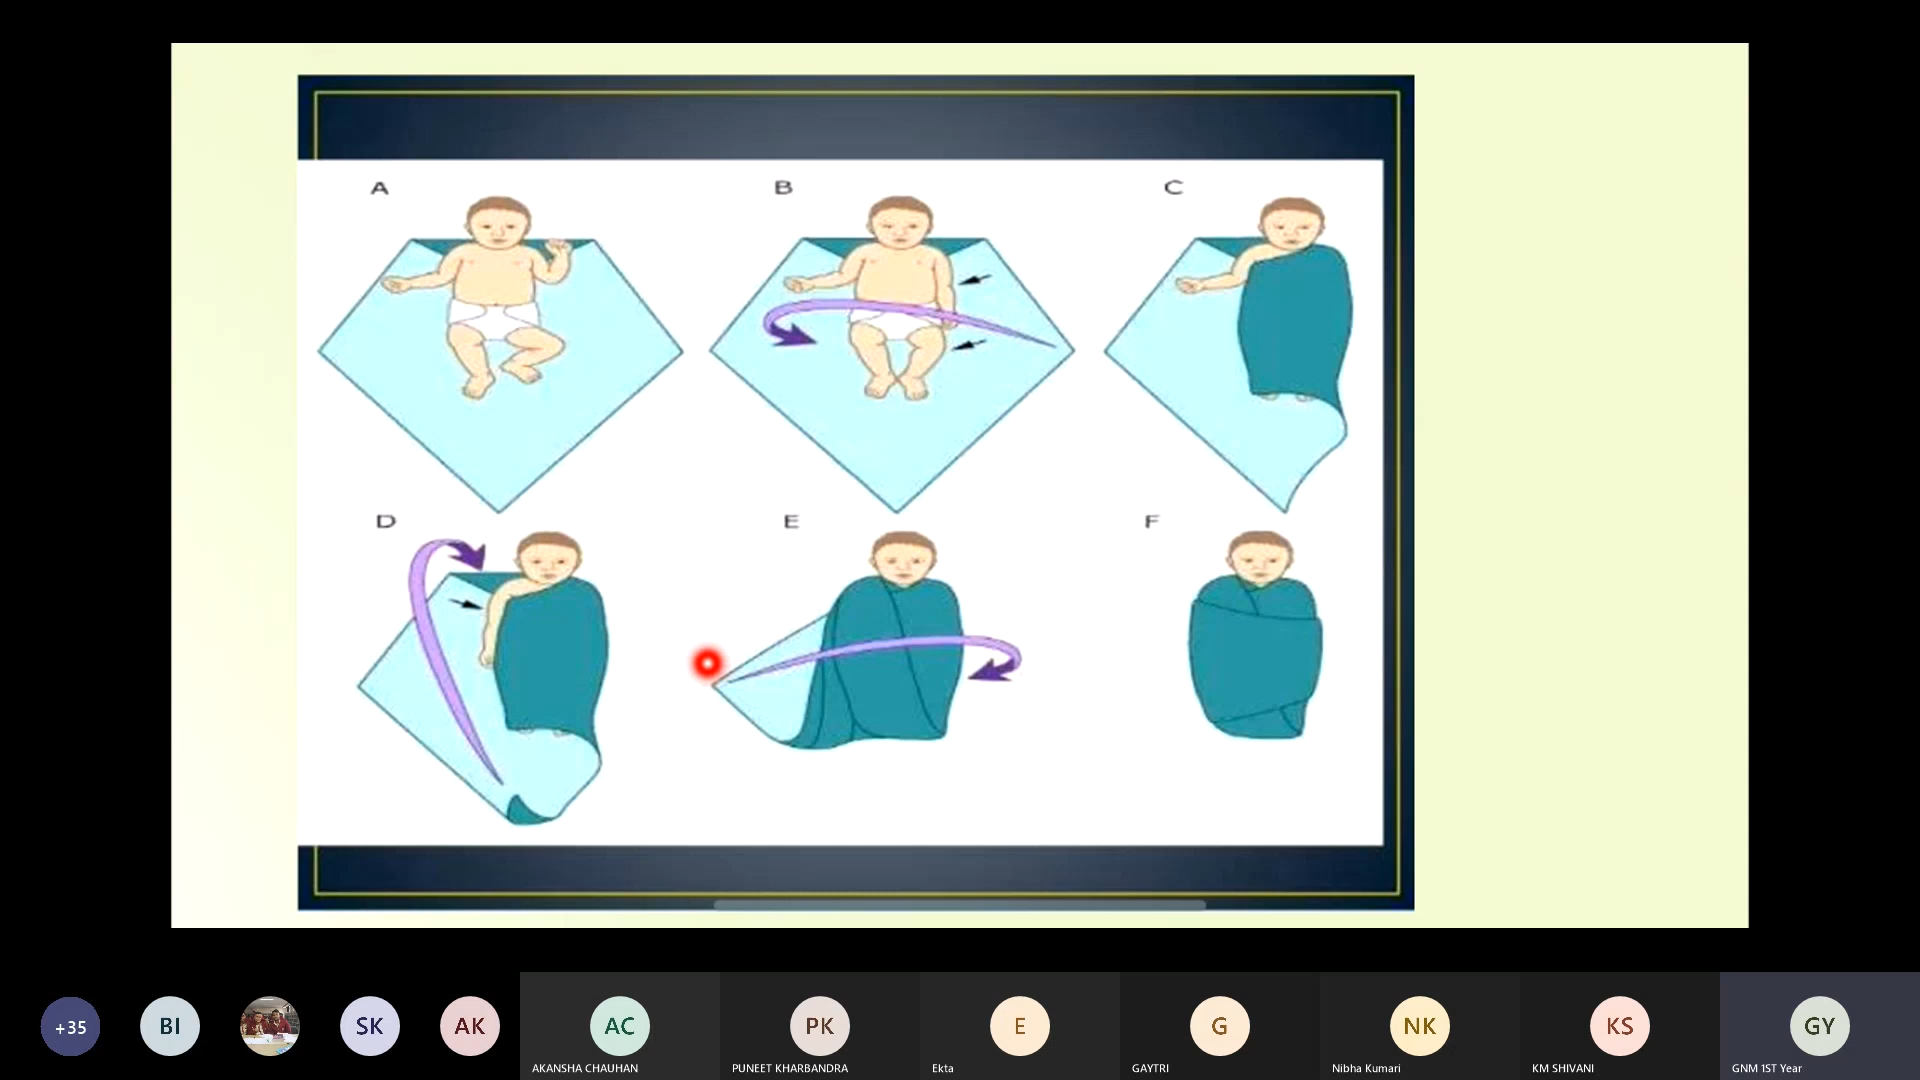 A
B
C
D
E
F
+35
BI
SK
AK
AC
PK
E
G
NK
KS
GY
AKANSHA CHAUHAN
PUNEET KHARBANDRA
Ekta
GAYTRI
Nibha Kumari
KM SHIVANI
GNM 1ST Year